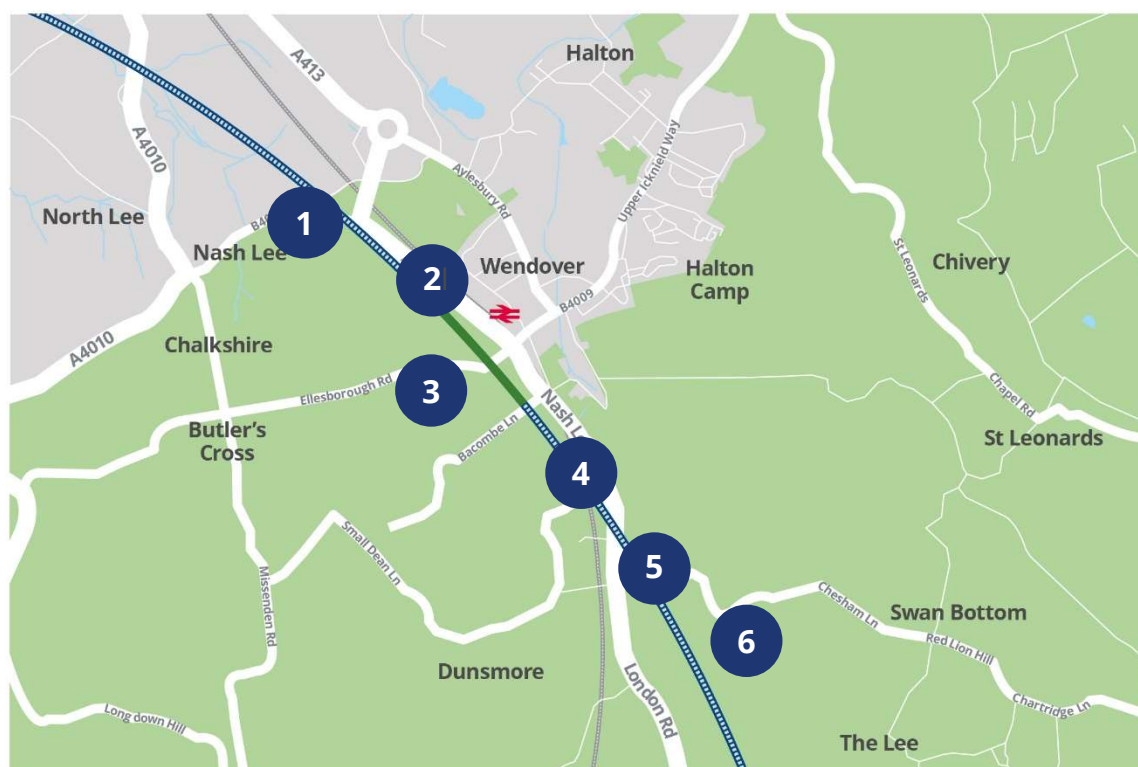 Halton
A413
A4010
Aylesbury Rd
Upper Icknield Way
North Lee
1
Nash Lee
2
Wendover
Halton
Camp
St Leonards
Chivery
B4009
A4010
Chalkshire
3
Ellesborough Rd
Chapel Rd
Nash
Butler's
Cross
Bacombe Ln
St Leonards
4
Small Dean Ln
5
Missenden Rd
Chesham Ln
Swan Bottom
6
Red Lion Hill
Dunsmore
London Rd
Chartridge Ln
Longdown Hill
The Lee